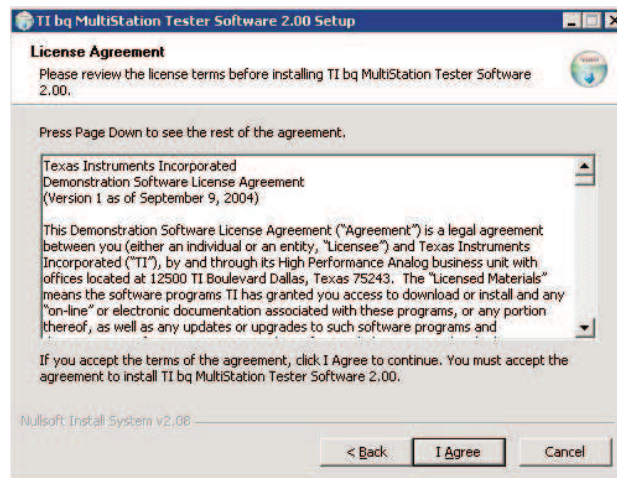 TI bq MultiStation Tester Software 2.00 Setup
License Agreement
Please review the license terms before installing TI bq MultiStation Tester Software
2.00.
Press Page Down to see the rest of the agreement.
Texas Instruments Incorporated
Demonstration Software License Agreement
(Version 1 as of September 9, 2004)
This Demonstration Software License Agreement ("Agreement") is a legal agreement
between you (either an individual or an entity, "Licensee") and Texas Instruments
Incorporated ("TI"), by and through its High Performance Analog business unit with
offices located at 12500 TI Boulevard Dallas, Texas 75243.  The "Licensed Materials"
means the software programs TI has granted you access to download or install and any
"on-line" or electronic documentation associated with these programs, or any portion
thereof, as well as any updates or upgrades to such software programs and
If you accept the terms of the agreement, click I Agree to continue. You must accept the
agreement to install TI bq MultiStation Tester Software 2.00.
Nullsoft Install System v2.08
< Back
I Agree
Cancel